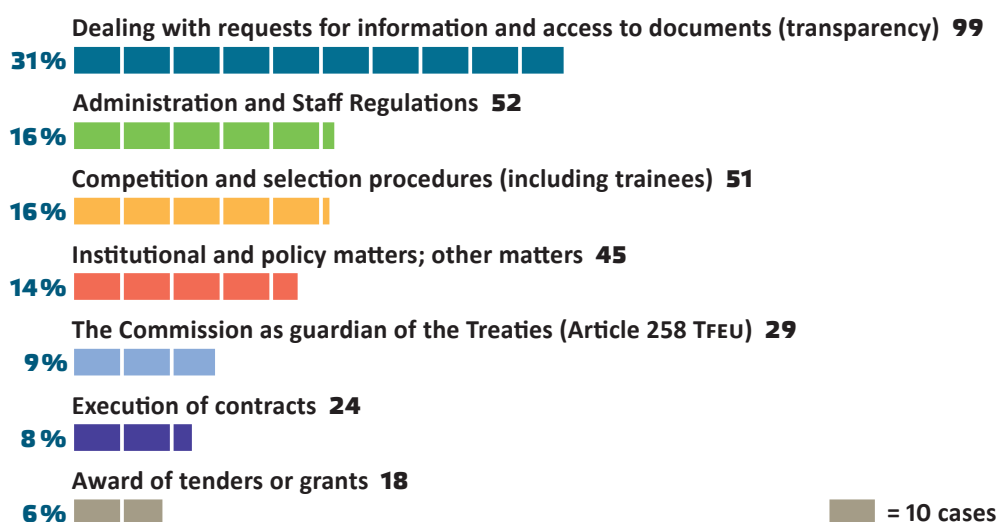 Dealing with requests for information and access to documents (transparency) 99
31%
Administration and Staff Regulations 52
16%
Competition and selection procedures (including trainees) 51
16%
Institutional and policy matters; other matters 45
14%
The Commission as guardian of the Treaties (Article 258 TFEU) 29
9%
Execution of contracts 24
8%
Award of tenders or grants 18
6%
= 10 cases